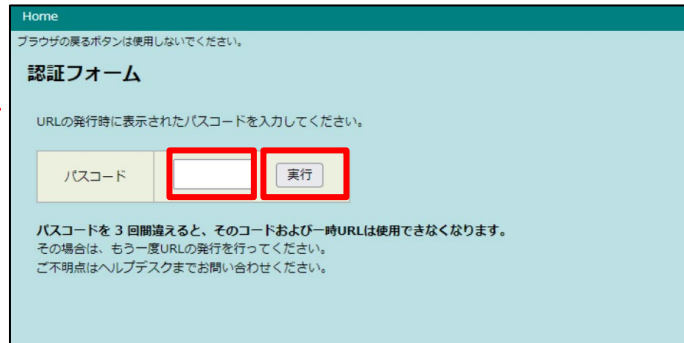 Home
ブラウザの戻るボタンは使用しないでください。
認証フォーム
URLの発行時に表示されたパスコードを入力してください。
パスコード 実行
パスコードを 3 回間違えると、そのコードおよび一時URLは使用できなくなります。
その場合は、もう一度URLの発行を行ってください。
ご不明点はヘルプデスクまでお問い合わせください。